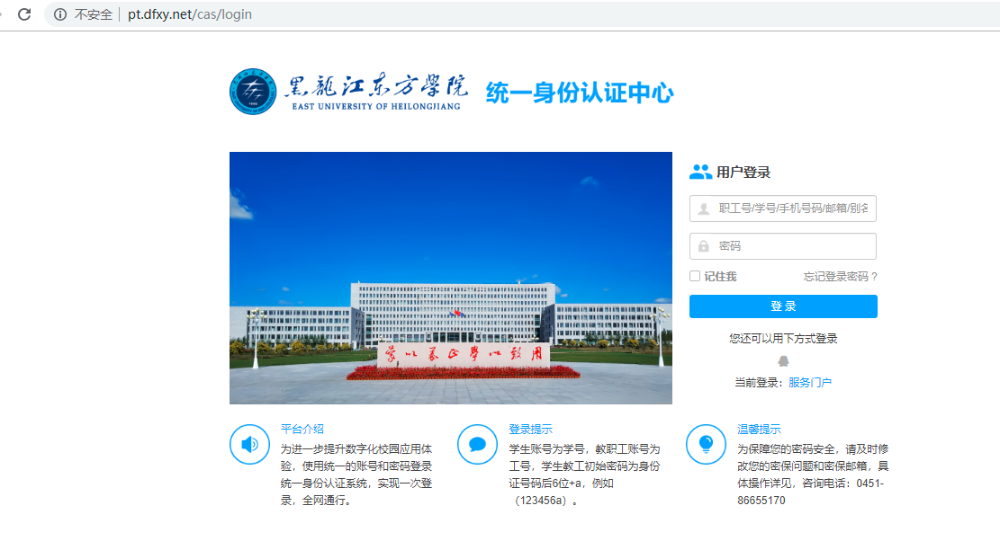 不安全 pt.dfxy.net/cas/login
黑龍江东方學院
EAST UNIVERSITY OF HEILONGJIANG
统一身份认证中心
用户登录
职工号/学号/手机号码/邮箱/别名
密码
记住我 忘记登录密码？
登 录
您还可以用下方式登录
当前登录：服务门户
蒙以养正學以致用
平台介绍
为进一步提升数字化校园应用体
验，使用统一的账号和密码登录
统一身份认证系统，实现一次登
录，全网通行。
登录提示
学生账号为学号，教职工账号为
工号，学生教工初始密码为身份
证号码后6位+a，例如
（123456a）。
温馨提示
为保障您的密码安全，请及时修
改您的密保问题和密保邮箱，具
体操作详见，咨询电话：0451-
86655170